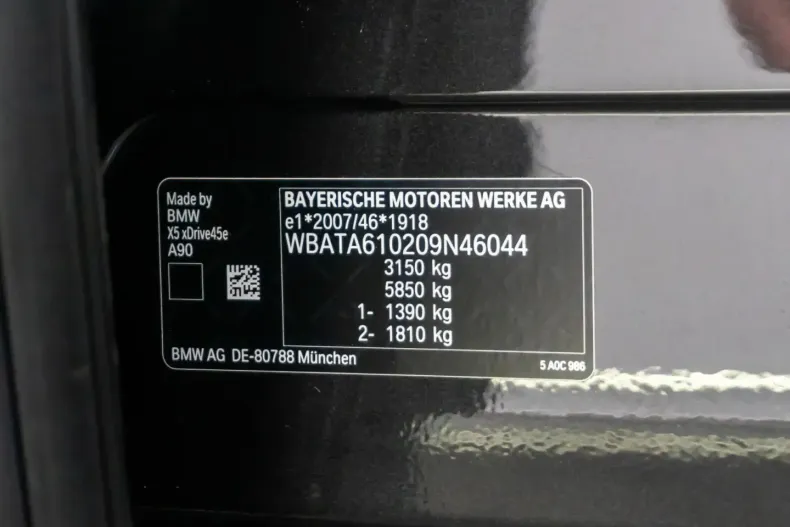 Made by
BMW
X5 xDrive45e
A90
BAYERISCHE MOTOREN WERKE AG
e1*2007/46*1918
WBATA610209N46044
3150 kg
5850 kg
1- 1390 kg
2- 1810 kg
BMW AG DE-80788 München
5 A0C 986